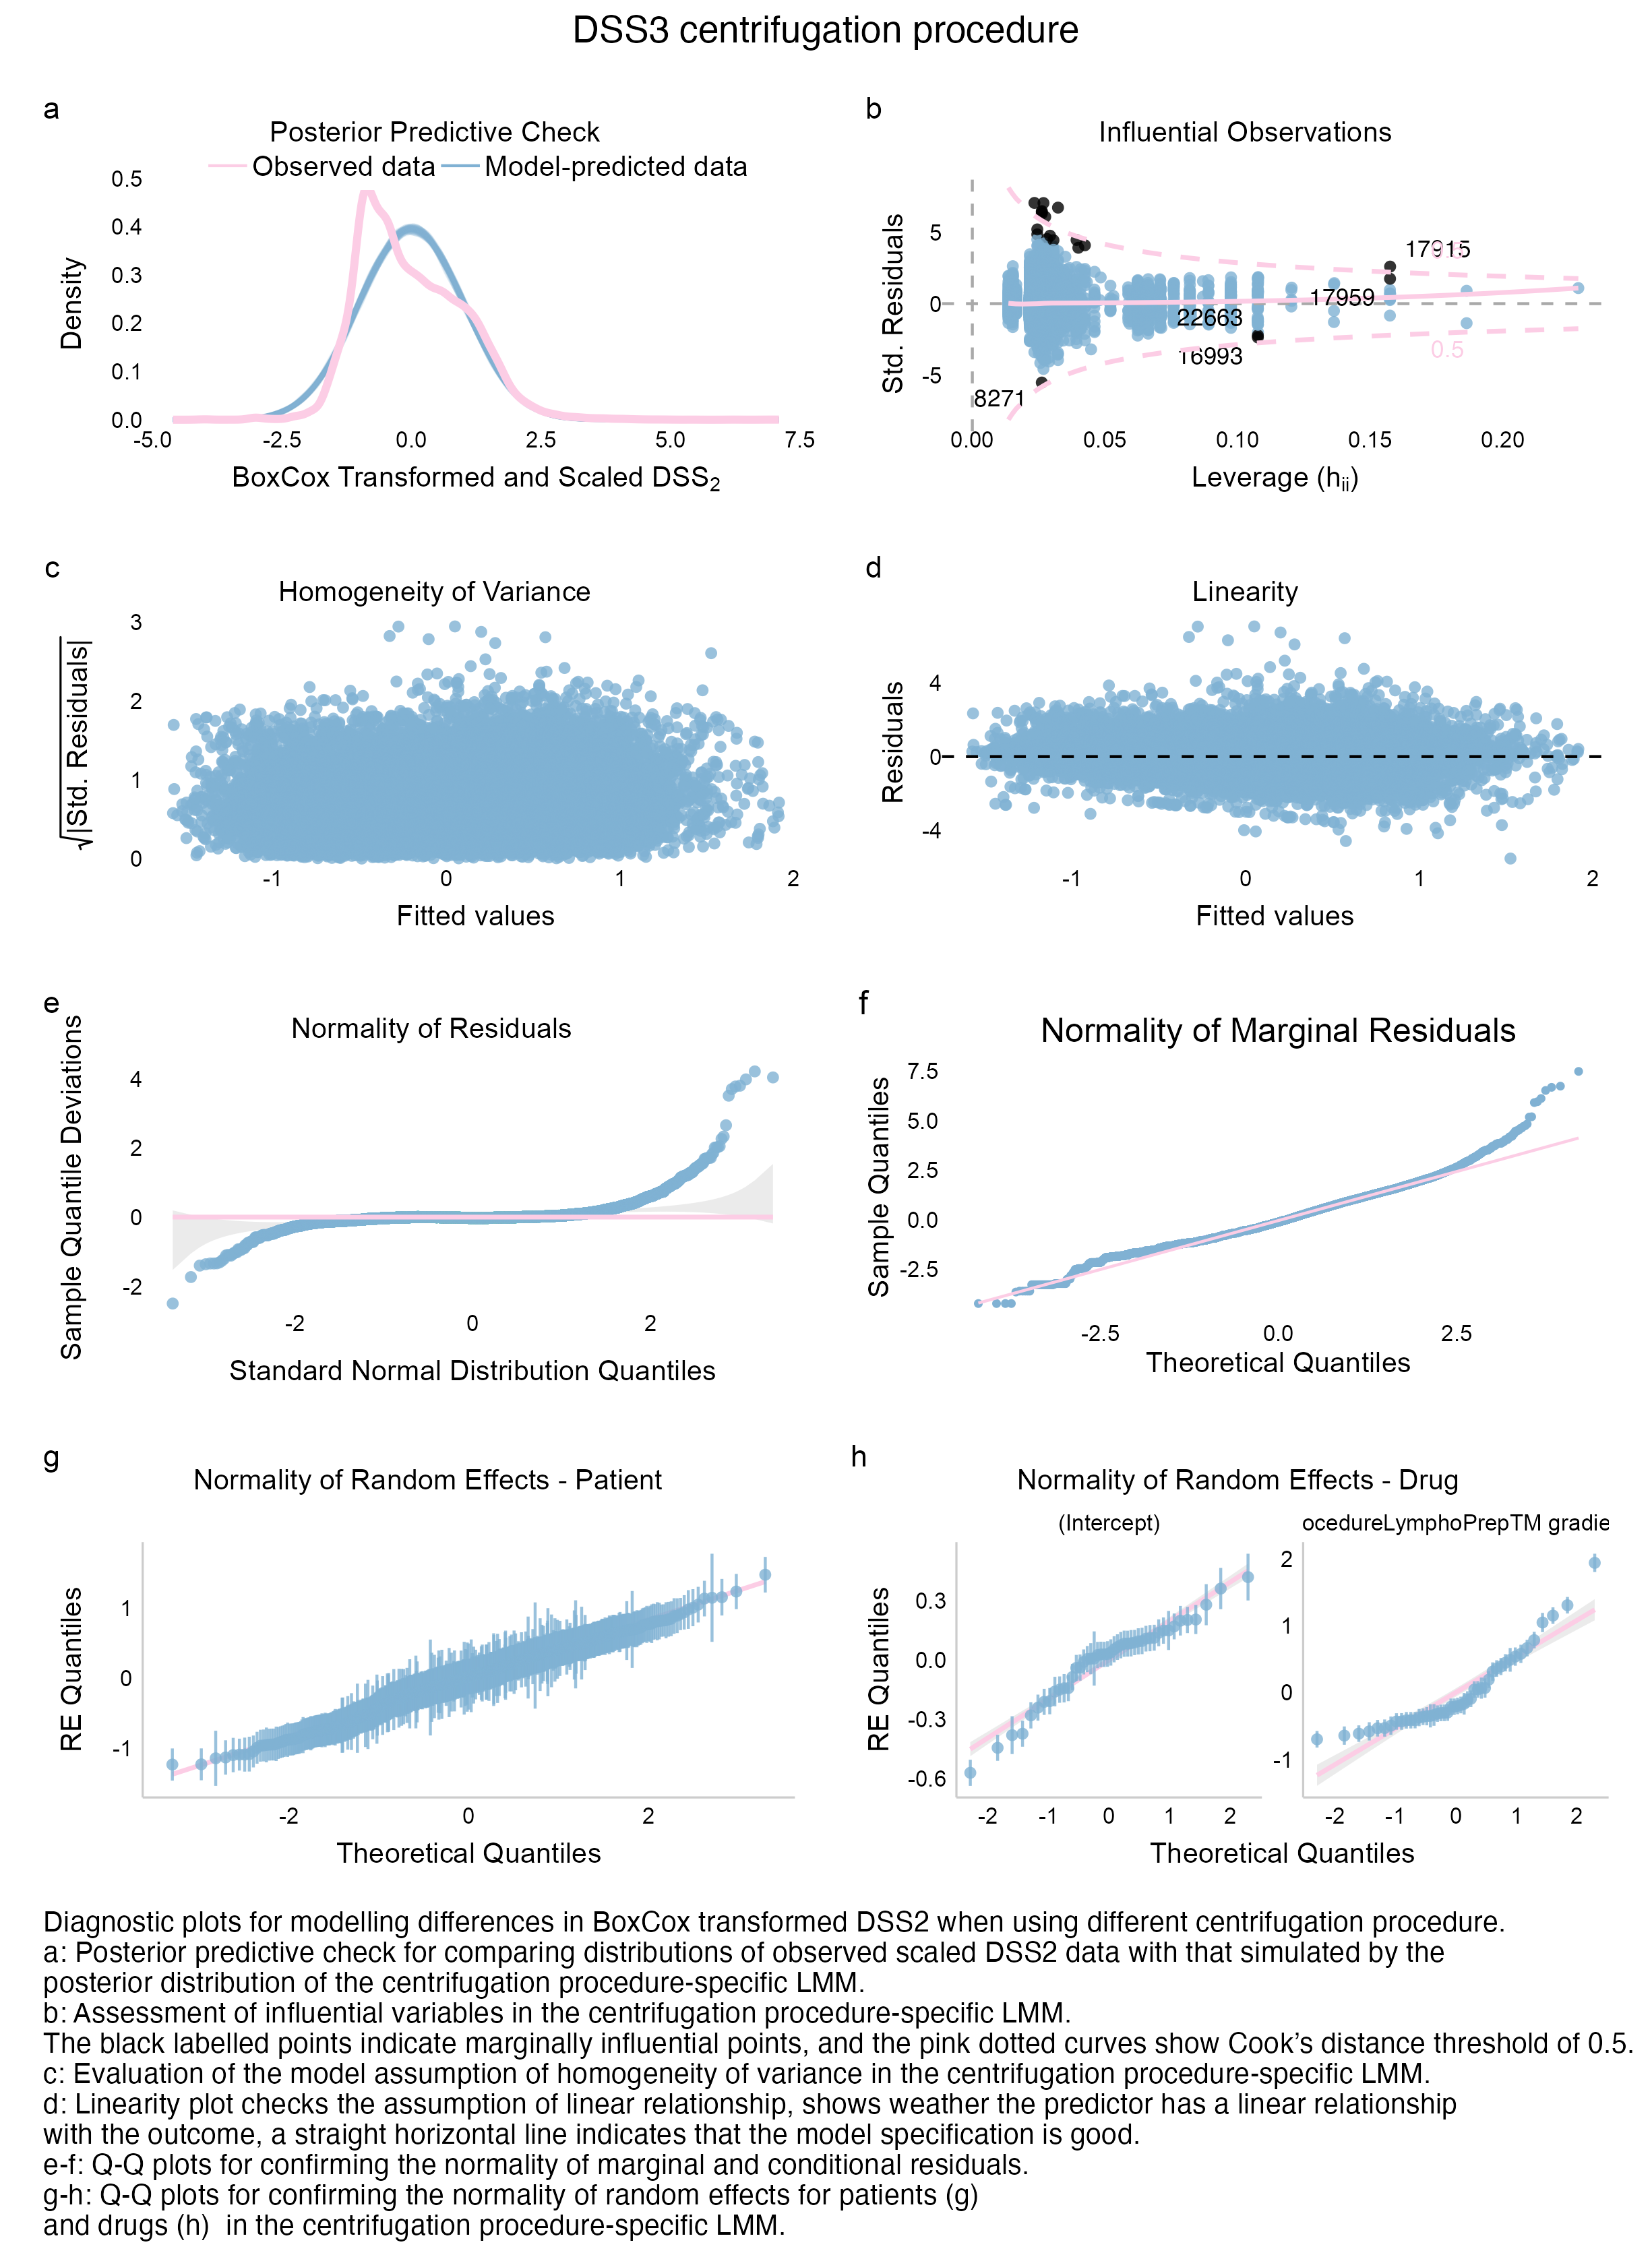 DSS3 centrifugation procedure
a
Posterior Predictive Check
Observed data
Model-predicted data
Density
0.5
0.4
0.3
0.2
0.1
0.0
-5.0
-2.5
0.0
2.5
5.0
7.5
BoxCox Transformed and Scaled DSS2
b
Influential Observations
Std. Residuals
5
0
-5
17915
0.5
17959
22663
16993
0.5
8271
0.00
0.05
0.10
0.15
0.20
Leverage (hii)
c
Homogeneity of Variance
√|Std. Residuals|
3
2
1
0
-1
0
1
2
Fitted values
d
Linearity
Residuals
4
0
-4
-1
0
1
2
Fitted values
e
Normality of Residuals
Sample Quantile Deviations
4
2
0
-2
-2
0
2
Standard Normal Distribution Quantiles
f
Normality of Marginal Residuals
Sample Quantiles
7.5
5.0
2.5
0.0
-2.5
-2.5
0.0
2.5
Theoretical Quantiles
g
Normality of Random Effects - Patient
RE Quantiles
1
0
-1
-2
0
2
Theoretical Quantiles
h
Normality of Random Effects - Drug
(Intercept)
ocedureLymphoPrepTM gradie
RE Quantiles
0.3
0.0
-0.3
-0.6
-2
-1
0
1
2
2
1
0
-1
-2
-1
0
1
2
Theoretical Quantiles
Diagnostic plots for modelling differences in BoxCox transformed DSS2 when using different centrifugation procedure.
a: Posterior predictive check for comparing distributions of observed scaled DSS2 data with that simulated by the
posterior distribution of the centrifugation procedure-specific LMM.
b: Assessment of influential variables in the centrifugation procedure-specific LMM.
The black labelled points indicate marginally influential points, and the pink dotted curves show Cook's distance threshold of 0.5.
c: Evaluation of the model assumption of homogeneity of variance in the centrifugation procedure-specific LMM.
d: Linearity plot checks the assumption of linear relationship, shows weather the predictor has a linear relationship
with the outcome, a straight horizontal line indicates that the model specification is good.
e-f: Q-Q plots for confirming the normality of marginal and conditional residuals.
g-h: Q-Q plots for confirming the normality of random effects for patients (g)
and drugs (h)  in the centrifugation procedure-specific LMM.